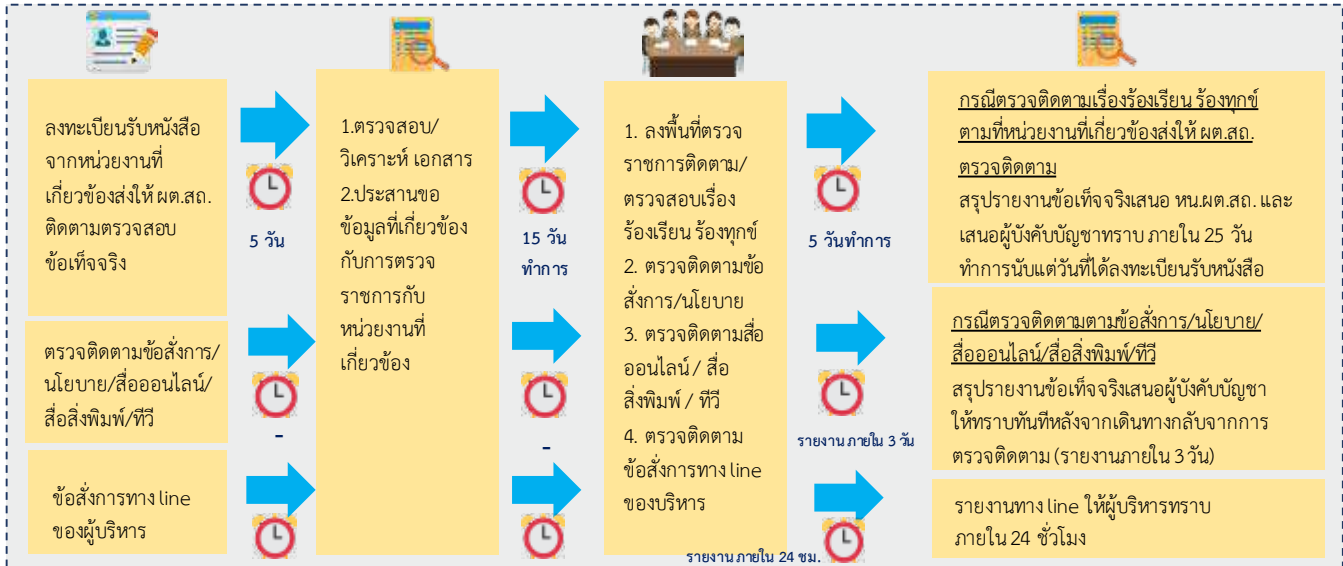 ลงทะเบียนรับหนังสือ
จากหน่วยงานที่
เกี่ยวข้องส่งให้ ผต.สถ.
ติดตามตรวจสอบ
ข้อเท็จจริง
5 วัน
1.ตรวจสอบ/
วิเคราะห์ เอกสาร
2.ประสานขอ
ข้อมูลที่เกี่ยวข้อง
กับการตรวจ
ราชการกับ
หน่วยงานที่
เกี่ยวข้อง
15 วัน
ทำการ
1. ลงพื้นที่ตรวจ
ราชการติดตาม/
ตรวจสอบเรื่อง
ร้องเรียน ร้องทุกข์
2. ตรวจติดตามข้อ
สั่งการ/นโยบาย
3. ตรวจติดตามสื่อ
ออนไลน์ / สื่อ
สิ่งพิมพ์ / ทีวี
4. ตรวจติดตาม
ข้อสั่งการทาง line
ของบริหาร
5 วันทำการ
กรณีตรวจติดตามเรื่องร้องเรียน ร้องทุกข์
ตามที่หน่วยงานที่เกี่ยวข้องส่งให้ ผต.สถ.
ตรวจติดตาม
สรุปรายงานข้อเท็จจริงเสนอ หน.ผต.สถ. และ
เสนอผู้บังคับบัญชาทราบ ภายใน 25 วัน
ทำการนับแต่วันที่ได้ลงทะเบียนรับหนังสือ
ตรวจติดตามข้อสั่งการ/
นโยบาย/สื่อออนไลน์/
สื่อสิ่งพิมพ์/ทีวี
-
-
รายงาน ภายใน 3 วัน
กรณีตรวจติดตามตามข้อสั่งการ/นโยบาย/
สื่อออนไลน์/สื่อสิ่งพิมพ์/ทีวี
สรุปรายงานข้อเท็จจริงเสนอผู้บังคับบัญชา
ให้ทราบทันทีหลังจากเดินทางกลับจากการ
ตรวจติดตาม (รายงานภายใน 3 วัน)
ข้อสั่งการทาง line
ของผู้บริหาร
รายงาน ภายใน 24 ชม.
รายงานทาง line ให้ผู้บริหารทราบ
ภายใน 24 ชั่วโมง